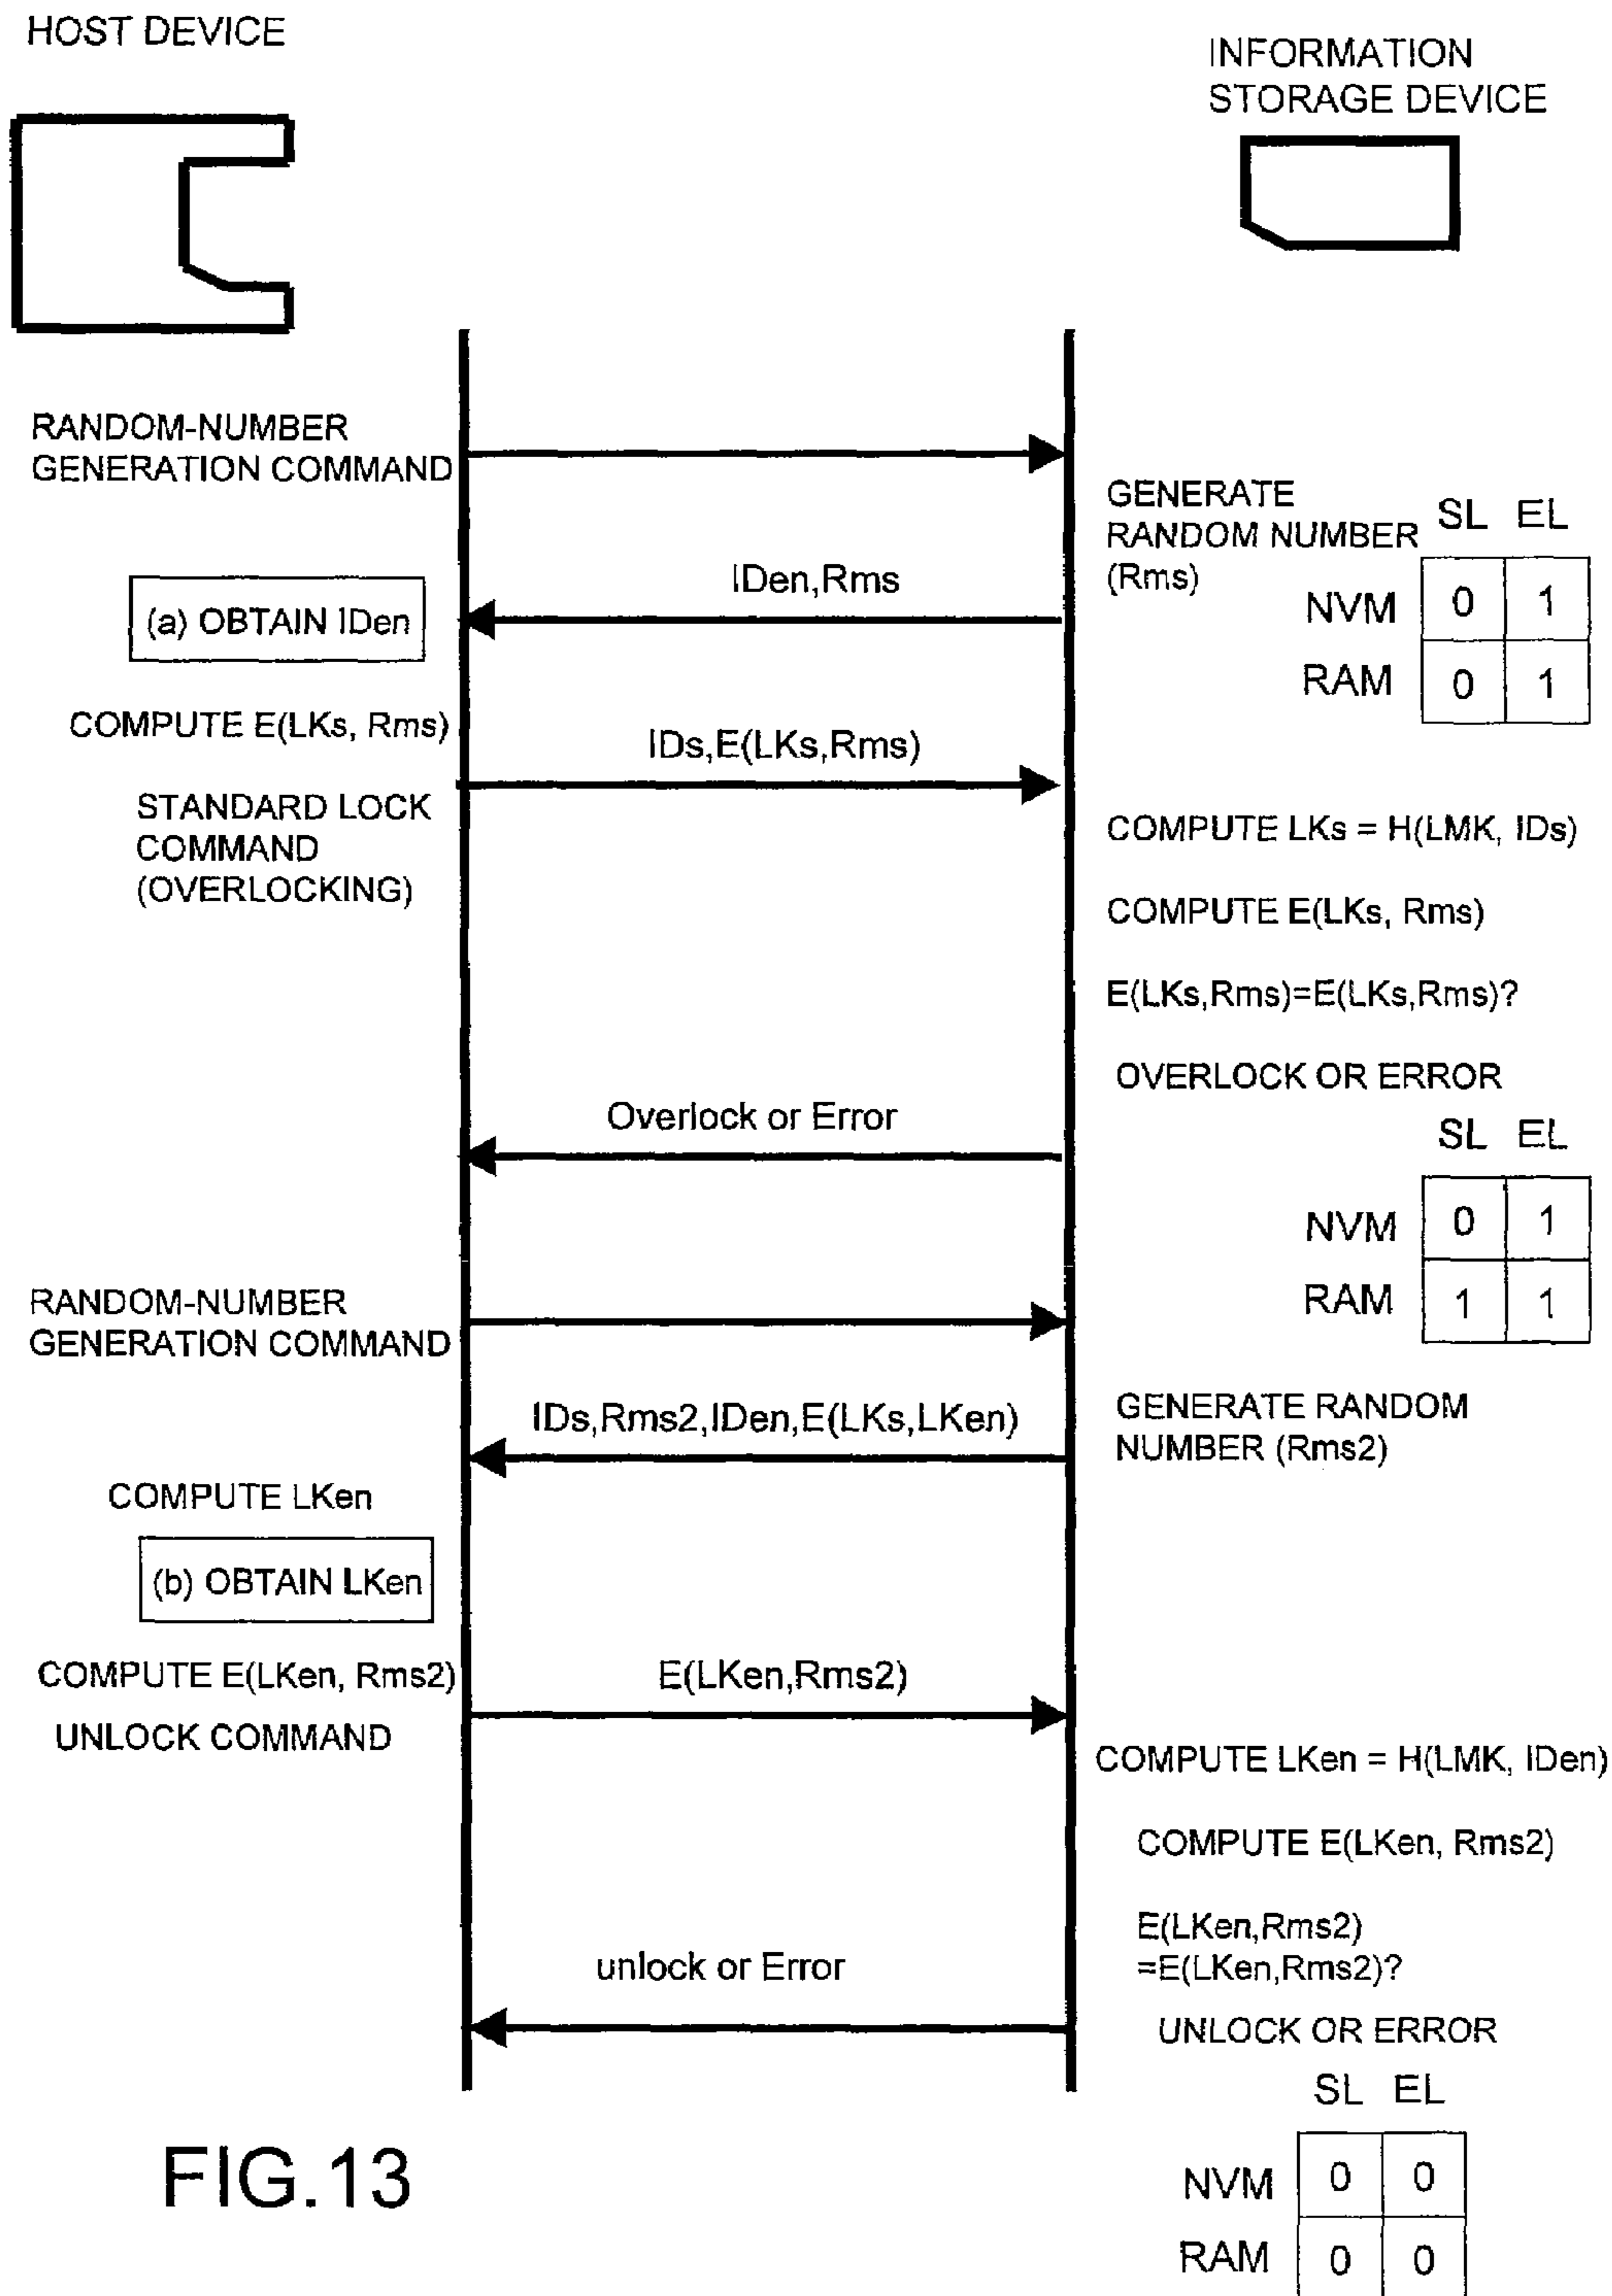 HOST DEVICE
INFORMATION
STORAGE DEVICE
RANDOM-NUMBER
GENERATION COMMAND
GENERATE
RANDOM NUMBER
(Rms)
SL EL
NVM 0 1
RAM 0 1
IDen,Rms
(a) OBTAIN IDen
COMPUTE E(LKs, Rms)
IDs,E(LKs,Rms)
STANDARD LOCK
COMMAND
(OVERLOCKING)
COMPUTE LKs = H(LMK, IDs)
COMPUTE E(LKs, Rms)
E(LKs,Rms)=E(LKs,Rms)?
OVERLOCK OR ERROR
Overlock or Error
SL EL
NVM 0 1
RAM 1 1
RANDOM-NUMBER
GENERATION COMMAND
IDs,Rms2,IDen,E(LKs,LKen)
GENERATE RANDOM
NUMBER (Rms2)
COMPUTE LKen
(b) OBTAIN LKen
COMPUTE E(LKen, Rms2)
E(LKen,Rms2)
UNLOCK COMMAND
COMPUTE LKen = H(LMK, IDen)
COMPUTE E(LKen, Rms2)
E(LKen,Rms2)
=E(LKen,Rms2)?
unlock or Error
UNLOCK OR ERROR
SL EL
NVM 0 0
RAM 0 0
FIG.13